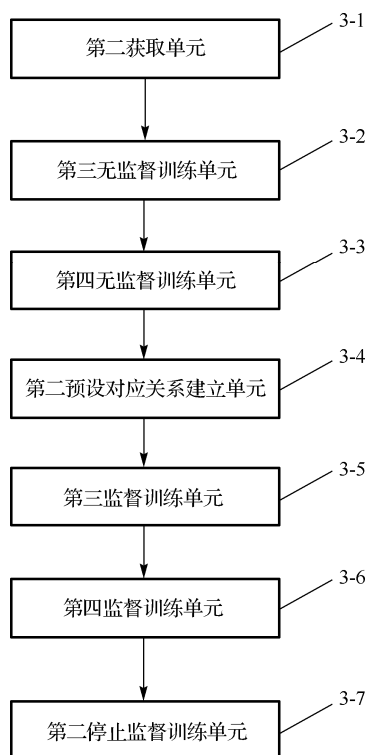 第二获取单元
3-1
第三无监督训练单元
3-2
第四无监督训练单元
3-3
第二预设对应关系建立单元
3-4
第三监督训练单元
3-5
第四监督训练单元
3-6
第二停止监督训练单元
3-7